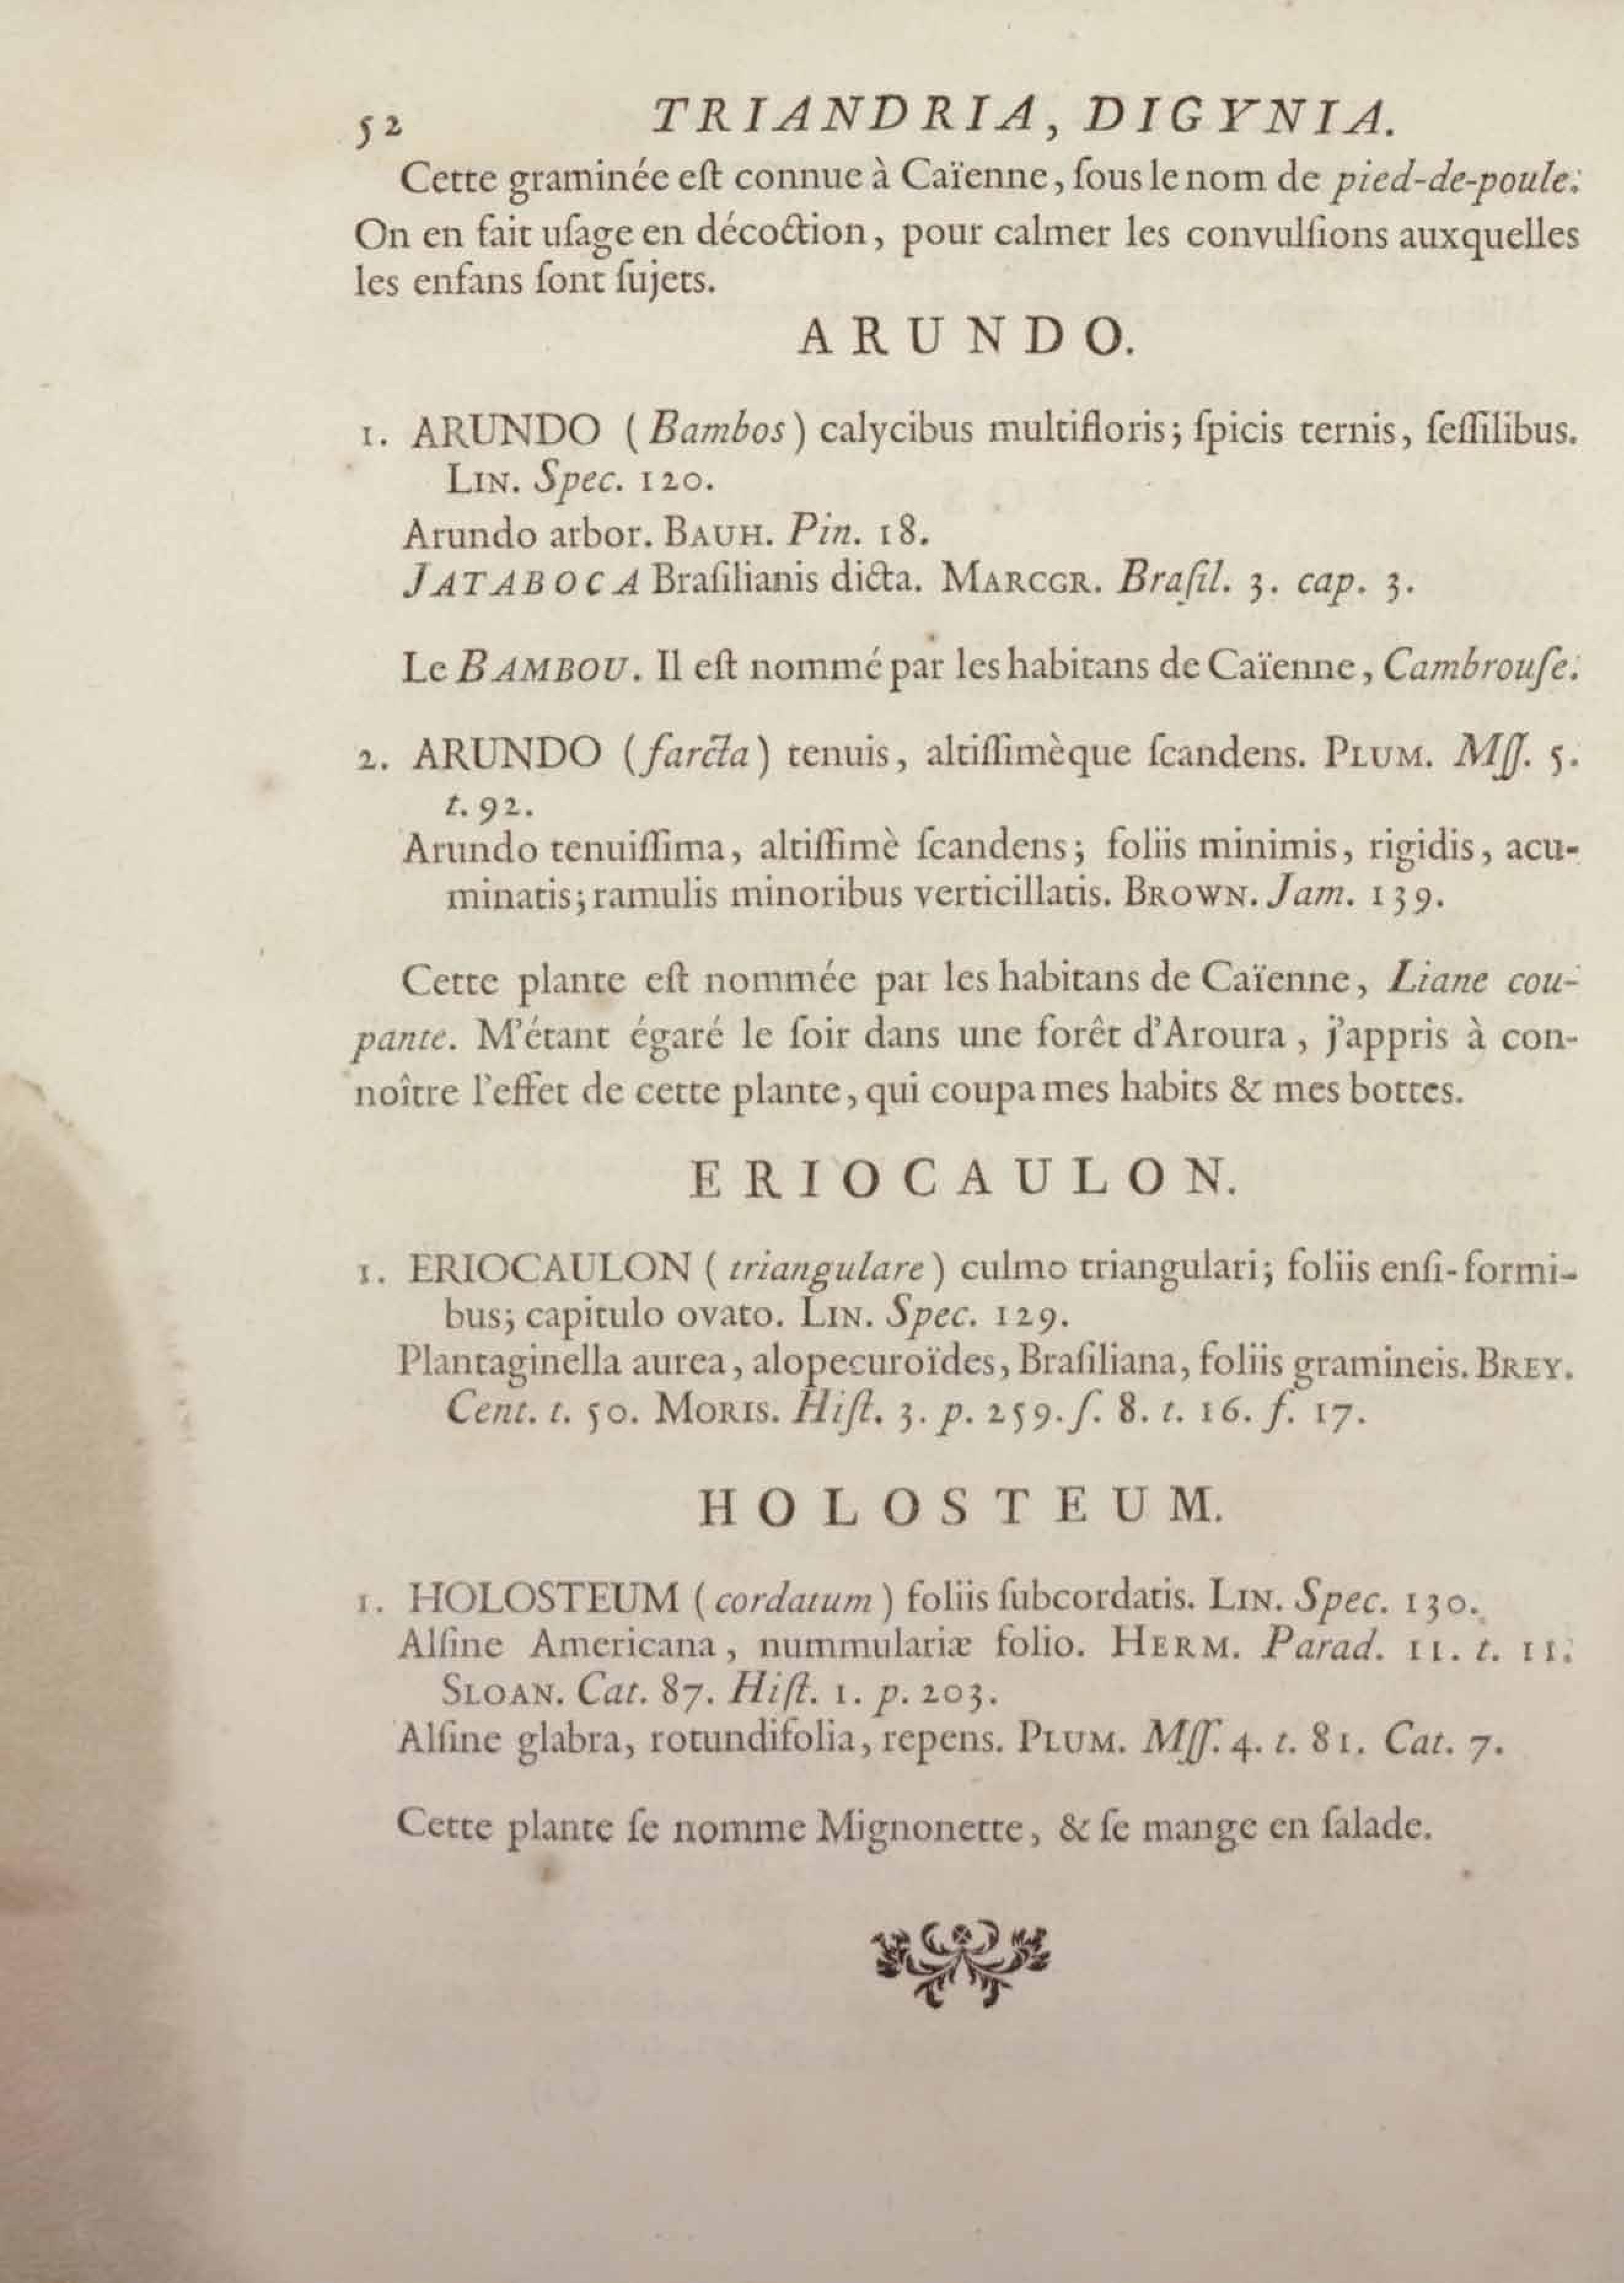 52 TRIANDRIA, DIGYNIA.
Cette graminée eſt connue à Caïenne, ſous le nom de pied-de-poule.
On en fait uſage en décoction, pour calmer les convulſions auxquelles
les enfans ſont ſujets.
ARUNDO.
1. ARUNDO (Bambos) calycibus multifloris; ſpicis ternis, ſeſſilibus.
LIN. Spec. 120.
Arundo arbor. BAUH. Pin. 18.
JATABOCA Braſilianis dicta. MARCGR. Braſil. 3. cap. 3.
Le BAMBOU. Il eſt nommé par les habitans de Caïenne, Cambrouſe.
2. ARUNDO (farcta) tenuis, altiſſimèque ſcandens. PLUM. Mſſ. 5.
t. 92.
Arundo tenuiſſima, altiſſimè ſcandens; foliis minimis, rigidis, acu-
minatis; ramulis minoribus verticillatis. BROWN. Jam. 139.
Cette plante eſt nommée par les habitans de Caïenne, Liane cou-
pante. M'étant égaré le ſoir dans une forêt d'Aroura, j'appris à con-
noître l'effet de cette plante, qui coupa mes habits & mes bottes.
ERIOCAULON.
1. ERIOCAULON (triangulare) culmo triangulari; foliis enſi-formi-
bus; capitulo ovato. LIN. Spec. 129.
Plantaginella aurea, alopecuroïdes, Braſiliana, foliis gramineis. BREY.
Cent. t. 50. MORIS. Hiſt. 3. p. 259. ſ. 8. t. 16. f. 17.
HOLOSTEUM.
1. HOLOSTEUM (cordatum) foliis ſubcordatis. LIN. Spec. 130.
Alſine Americana, nummulariæ folio. HERM. Parad. 11. t. 11.
SLOAN. Cat. 87. Hiſt. 1. p. 203.
Alſine glabra, rotundifolia, repens. PLUM. Mſſ. 4. t. 81. Cat. 7.
Cette plante ſe nomme Mignonette, & ſe mange en ſalade.